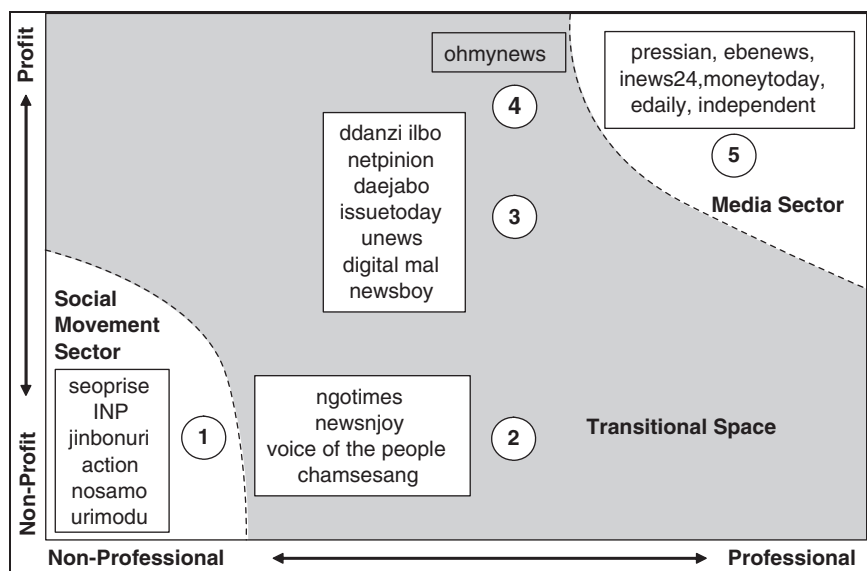 Profit
Non-Profit
ohmynews
4
pressian, ebenews,
inews24,moneytoday,
edaily, independent
5
Media Sector
ddanzi ilbo
netpinion
daejabo
issuetoday
unews
digital mal
newsboy
3
Social
Movement
Sector
seoprise
INP
jinbonuri
action
nosamo
urimodu
1
ngotimes
newsnjoy
voice of the people
chamsesang
2
Transitional Space
Non-Professional
Professional